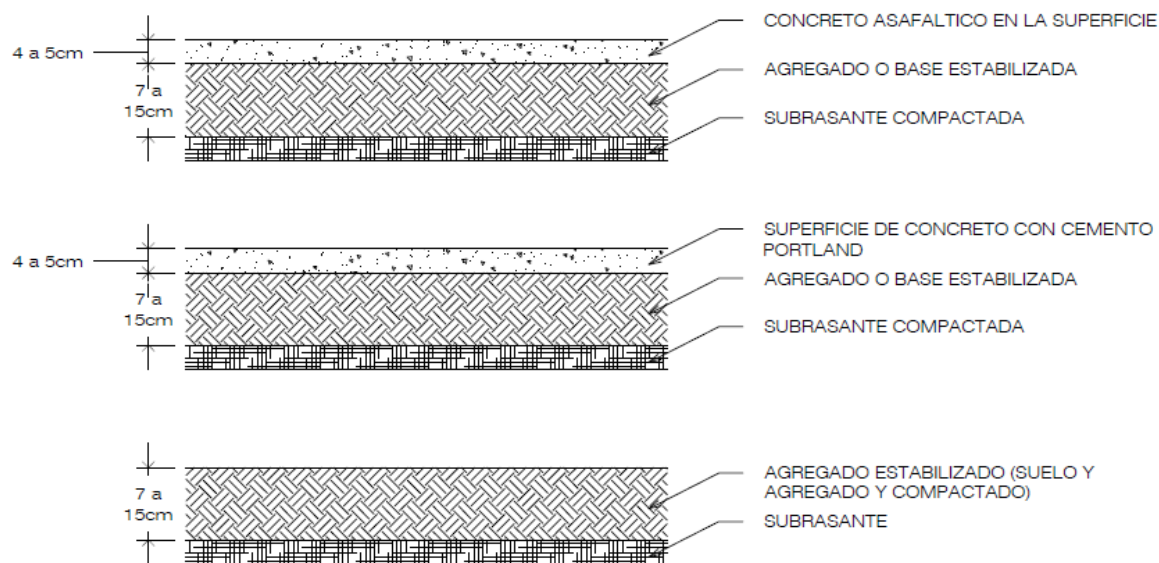 CONCRETO ASAFALTICO EN LA SUPERFICIE
4 a 5cm
AGREGADO O BASE ESTABILIZADA
7 a
15cm
SUBRASANTE COMPACTADA
SUPERFICIE DE CONCRETO CON CEMENTO
PORTLAND
4 a 5cm
AGREGADO O BASE ESTABILIZADA
7 a
15cm
SUBRASANTE COMPACTADA
AGREGADO ESTABILIZADO (SUELO Y
AGREGADO Y COMPACTADO)
7 a
15cm
SUBRASANTE